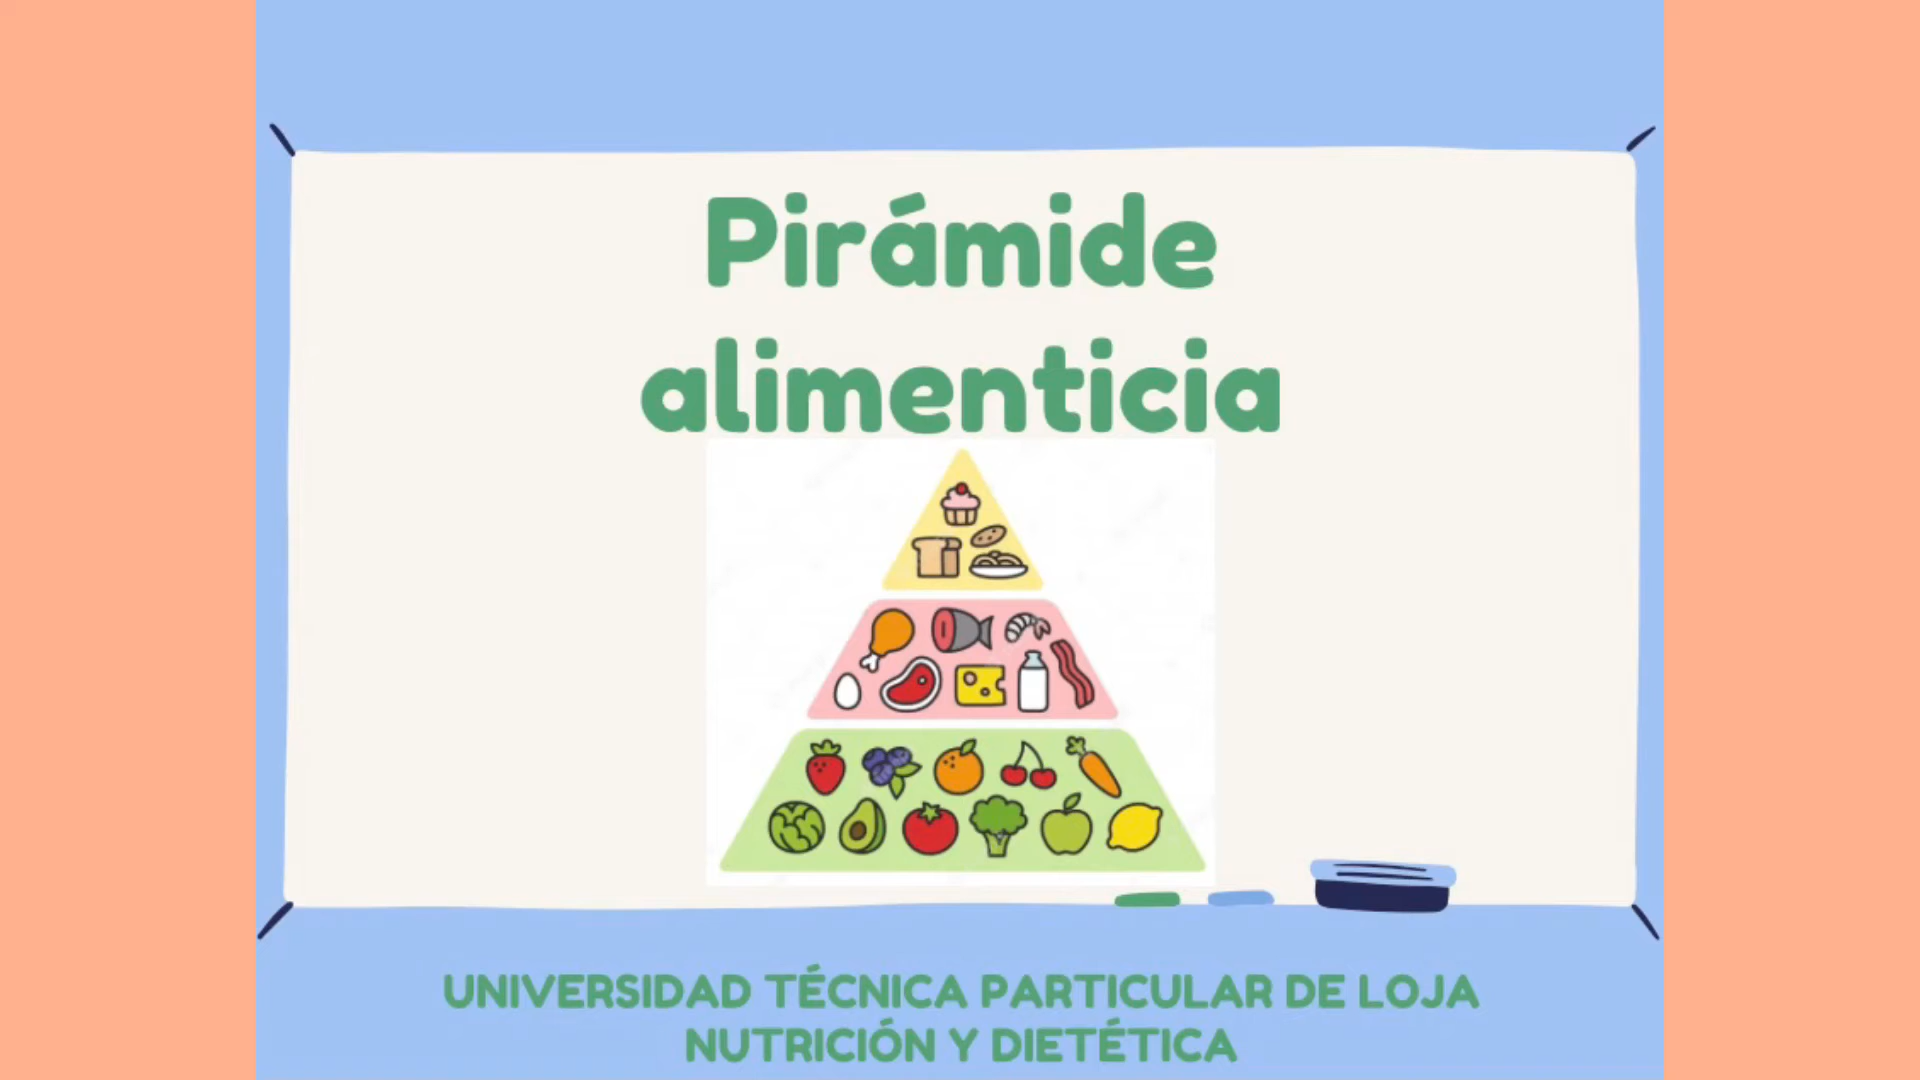 Pirámide
alimenticia
UNIVERSIDAD TÉCNICA PARTICULAR DE LOJA
NUTRICIÓN Y DIETÉTICA